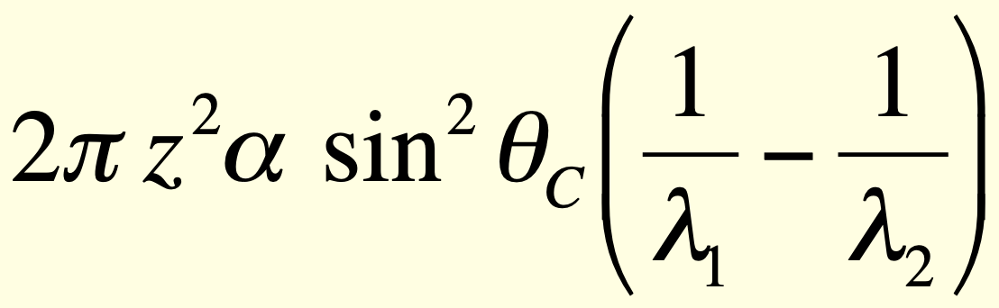 2π z²α sin² θ_C (1/λ₁ − 1/λ₂)